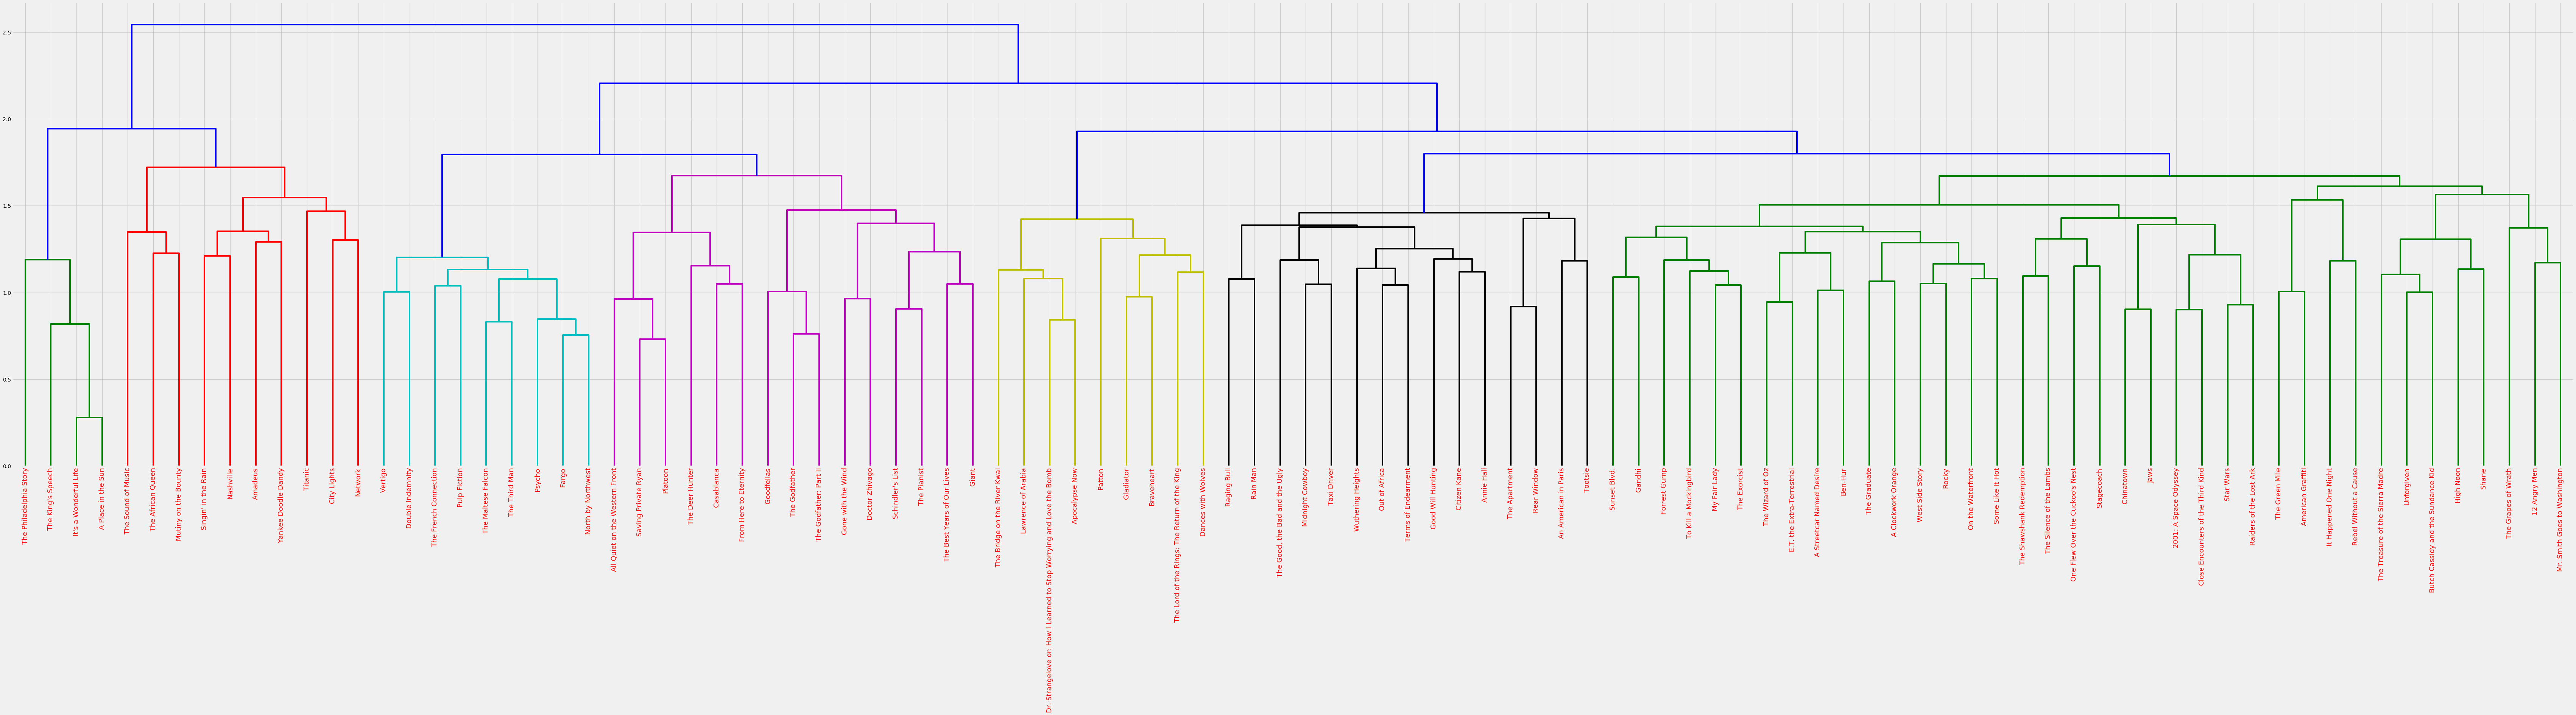 2.5
2.0
1.5
1.0
0.5
0.0
The Philadelphia Story
The King's Speech
It's a Wonderful Life
A Place in the Sun
The Sound of Music
The African Queen
Mutiny on the Bounty
Singin' in the Rain
Nashville
Amadeus
Yankee Doodle Dandy
Titanic
City Lights
Network
Vertigo
Double Indemnity
The French Connection
Pulp Fiction
The Maltese Falcon
The Third Man
Psycho
Fargo
North by Northwest
All Quiet on the Western Front
Saving Private Ryan
Platoon
The Deer Hunter
Casablanca
From Here to Eternity
Goodfellas
The Godfather
The Godfather: Part II
Gone with the Wind
Doctor Zhivago
Schindler's List
The Pianist
The Best Years of Our Lives
Giant
The Bridge on the River Kwai
Lawrence of Arabia
Dr. Strangelove or: How I Learned to Stop Worrying and Love the Bomb
Apocalypse Now
Patton
Gladiator
Braveheart
The Lord of the Rings: The Return of the King
Dances with Wolves
Raging Bull
Rain Man
The Good, the Bad and the Ugly
Midnight Cowboy
Taxi Driver
Wuthering Heights
Out of Africa
Terms of Endearment
Good Will Hunting
Citizen Kane
Annie Hall
The Apartment
Rear Window
An American in Paris
Tootsie
Sunset Blvd.
Gandhi
Forrest Gump
To Kill a Mockingbird
My Fair Lady
The Exorcist
The Wizard of Oz
E.T. the Extra-Terrestrial
A Streetcar Named Desire
Ben-Hur
The Graduate
A Clockwork Orange
West Side Story
Rocky
On the Waterfront
Some Like It Hot
The Shawshank Redemption
The Silence of the Lambs
One Flew Over the Cuckoo's Nest
Stagecoach
Chinatown
Jaws
2001: A Space Odyssey
Close Encounters of the Third Kind
Star Wars
Raiders of the Lost Ark
The Green Mile
American Graffiti
It Happened One Night
Rebel Without a Cause
The Treasure of the Sierra Madre
Unforgiven
Butch Cassidy and the Sundance Kid
High Noon
Shane
The Grapes of Wrath
12 Angry Men
Mr. Smith Goes to Washington